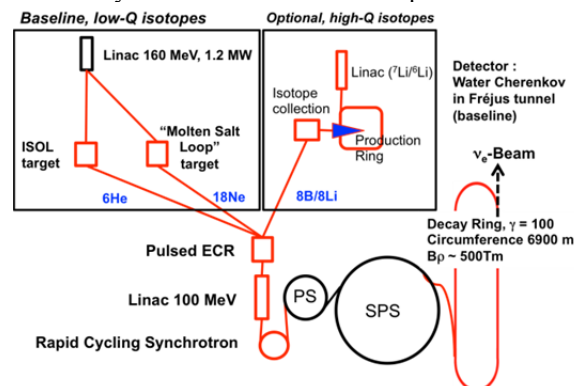 Baseline, low-Q isotopes
Optional, high-Q isotopes
Linac 160 MeV, 1.2 MW
Linac (⁷Li/⁶Li)
Isotope
collection
Production
Ring
ISOL
target
“Molten Salt
Loop”
target
6He
18Ne
8B/8Li
Detector :
Water Cherenkov
in Fréjus tunnel
(baseline)
νe-Beam
Decay Ring, γ = 100
Circumference 6900 m
Bρ ~ 500Tm
Pulsed ECR
Linac 100 MeV
PS
SPS
Rapid Cycling Synchrotron